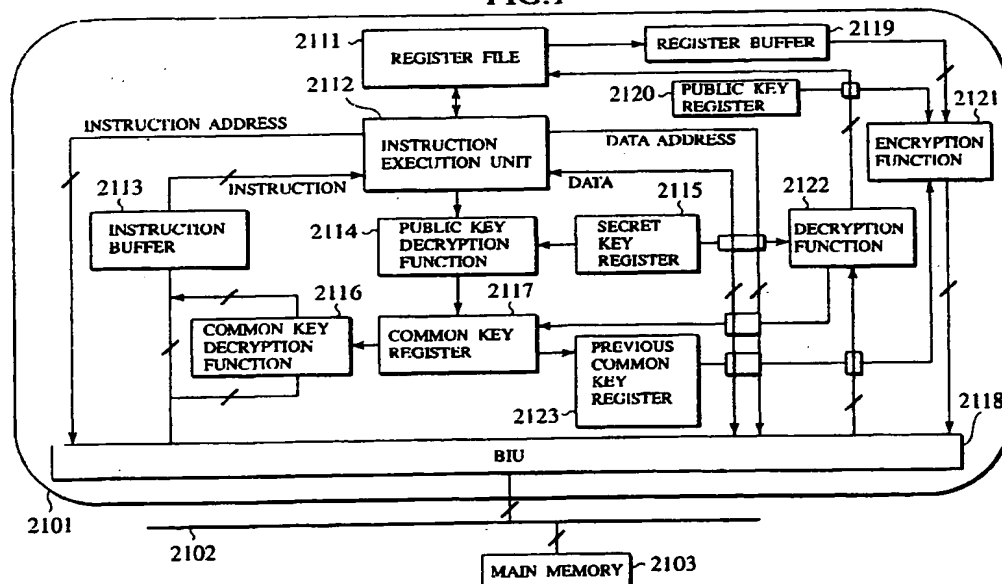 2111
REGISTER FILE
REGISTER BUFFER
2119
2112
2120
PUBLIC KEY
REGISTER
2121
INSTRUCTION ADDRESS
INSTRUCTION
EXECUTION UNIT
DATA ADDRESS
ENCRYPTION
FUNCTION
2113
INSTRUCTION
DATA
2115
2122
INSTRUCTION
BUFFER
2114
PUBLIC KEY
DECRYPTION
FUNCTION
SECRET
KEY
REGISTER
DECRYPTION
FUNCTION
2116
2117
COMMON KEY
DECRYPTION
FUNCTION
COMMON KEY
REGISTER
PREVIOUS
COMMON
KEY
REGISTER
2123
2118
BIU
2101
2102
MAIN MEMORY
2103